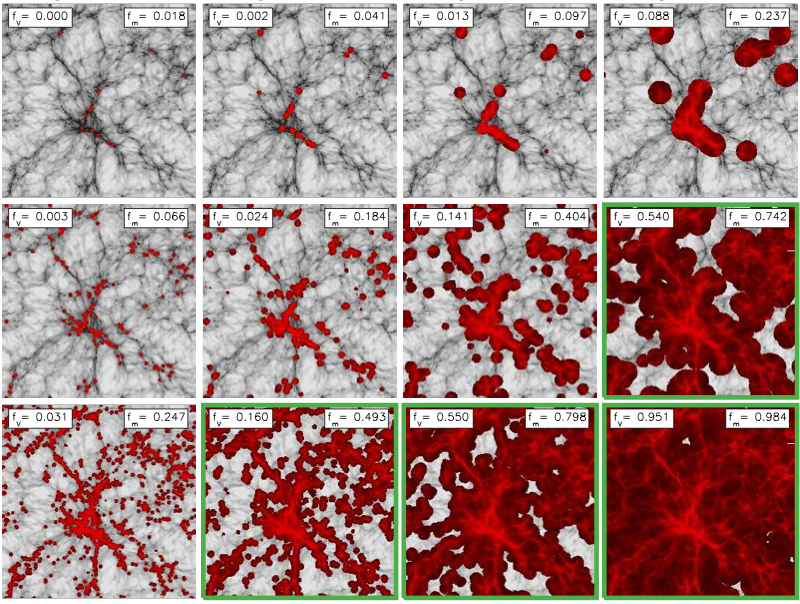 f_v = 0.000 f_m = 0.018 f_v = 0.002 f_m = 0.041 f_v = 0.013 f_m = 0.097 f_v = 0.088 f_m = 0.237
f_v = 0.003 f_m = 0.066 f_v = 0.024 f_m = 0.184 f_v = 0.141 f_m = 0.404 f_v = 0.540 f_m = 0.742
f_v = 0.031 f_m = 0.247 f_v = 0.160 f_m = 0.493 f_v = 0.550 f_m = 0.798 f_v = 0.951 f_m = 0.984